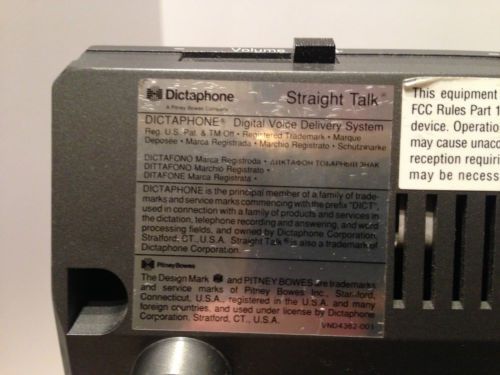 Volume
Dictaphone
A Pitney Bowes Company
Straight Talk®
DICTAPHONE® Digital Voice Delivery System
Reg. U.S. Pat. & TM Off • Registered Trademark • Marque
Deposée • Marca Registrada • Marchio Registrato • Schutzmarke
DICTAFONO Marca Registroda •
DITTAFONO Marchio Registrato •
DITAFONE Marca Registrata •
DICTAPHONE is the principal member of a family of trade-
marks and service marks commencing with the prefix "DICT",
used in connection with a family of products and services in
the dictation, telephone recording and answering, and word
processing fields, and owned by Dictaphone Corporation,
Stratford, CT., U.S.A. Straight Talk® is also a trademark of
Dictaphone Corporation.
Pitney Bowes
The Design Mark and PITNEY BOWES are trademarks
and service marks of Pitney Bowes Inc. Stamford,
Connecticut, U.S.A., registered in the U.S.A. and many
foreign countries, and used under license by Dictaphone
Corporation, Stratford, CT., U.S.A.
VND4362-001
This equipment
FCC Rules Part 1
device. Operatio
may cause unacc
reception requir
may be necess